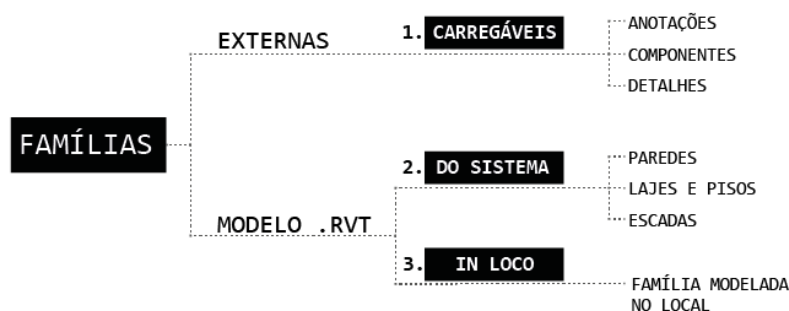 FAMÍLIAS
EXTERNAS
1. CARREGÁVEIS
ANOTAÇÕES
COMPONENTES
DETALHES
MODELO .RVT
2. DO SISTEMA
PAREDES
LAJES E PISOS
ESCADAS
3. IN LOCO
FAMÍLIA MODELADA
NO LOCAL